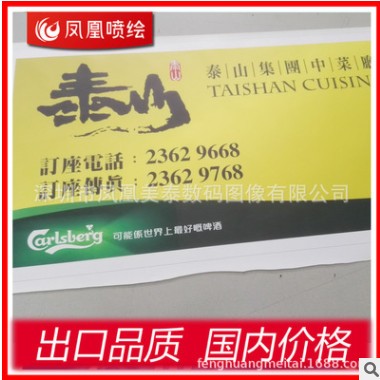 凤凰喷绘
泰山
泰山集團中菜廳
TAISHAN CUISIN
訂座電話：2362 9668
訂座傳眞：2362 9768
深圳市凤凰美泰数码图像有限公司
Carlsberg 可能係世界上最好嘅啤酒
出口品质 国内价格
fenghuangmeitai.1688.com